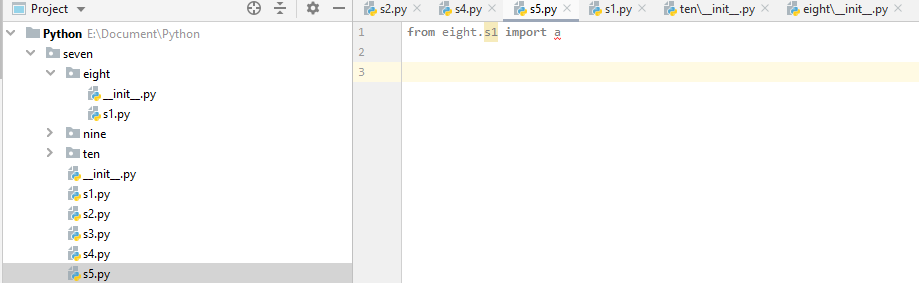 Project
s2.py s4.py s5.py s1.py ten\__init__.py eight\__init__.py
Python E:\Document\Python
seven
eight
__init__.py
s1.py
nine
ten
__init__.py
s1.py
s2.py
s3.py
s4.py
s5.py
1 from eight.s1 import a
2
3